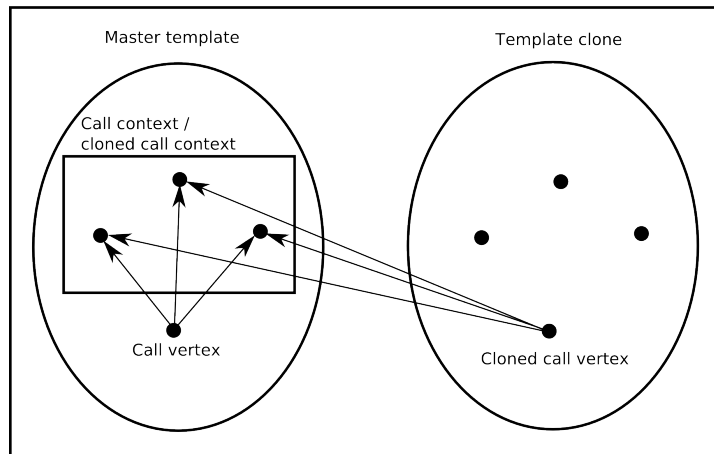 Master template
Template clone
Call context /
cloned call context
Call vertex
Cloned call vertex